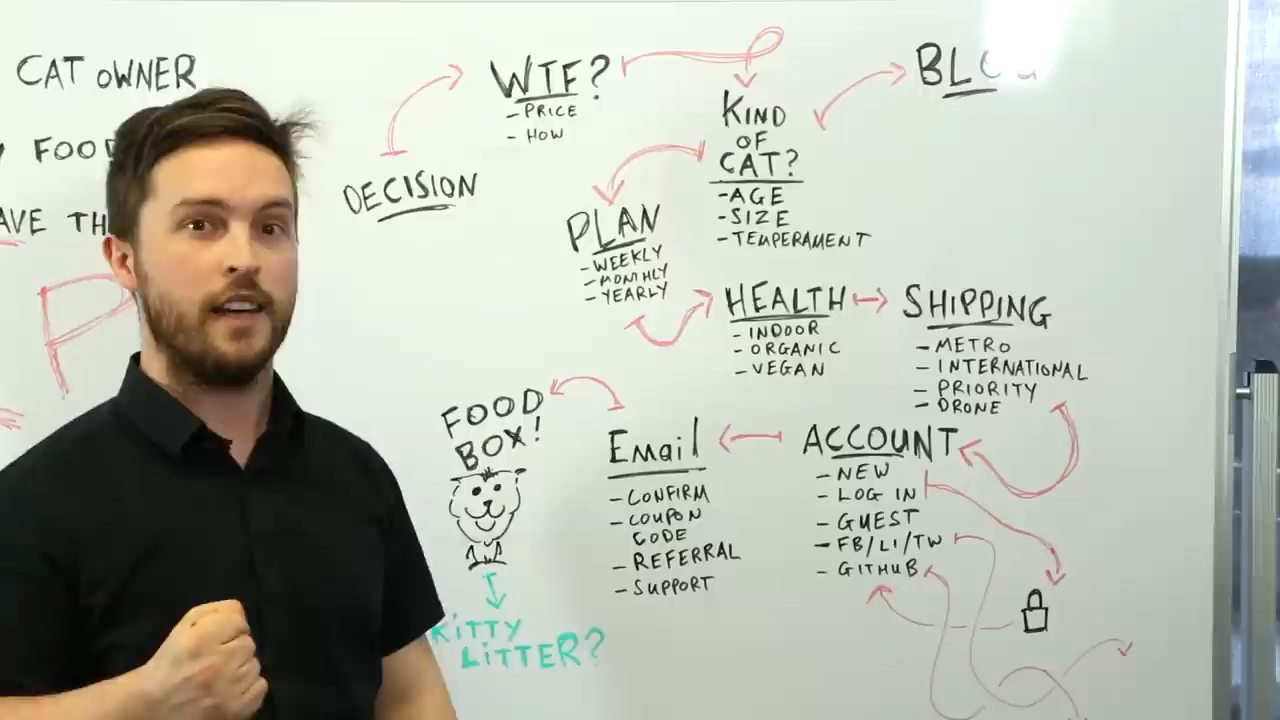 CAT OWNER
FOOD
AVE TH
P
DECISION
WTF?
- PRICE
- HOW
KIND
OF
CAT?
- AGE
- SIZE
- TEMPERAMENT
BLOG
PLAN
- WEEKLY
- MONTHLY
- YEARLY
HEALTH
- INDOOR
- ORGANIC
- VEGAN
SHIPPING
- METRO
- INTERNATIONAL
- PRIORITY
- DRONE
ACCOUNT
- NEW
- LOG IN
- GUEST
- FB/LI/TW
- GITHUB
Email
- CONFIRM
- COUPON
CODE
- REFERRAL
- SUPPORT
FOOD
BOX!
KITTY
LITTER?